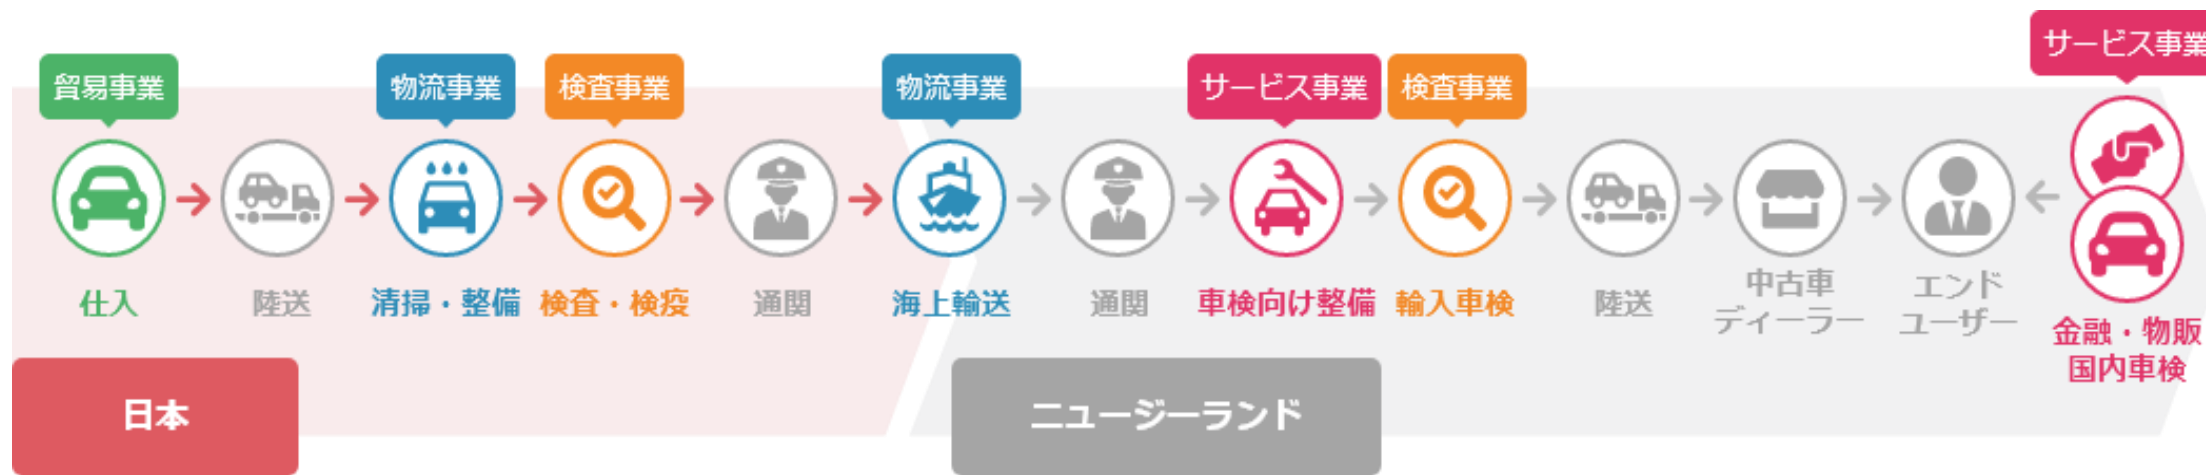 サービス事業
貿易事業
物流事業
検査事業
物流事業
サービス事業
検査事業
仕入
陸送
清掃・整備
検査・検疫
通関
海上輸送
通関
車検向け整備
輸入車検
陸送
中古車
ディーラー
エンド
ユーザー
金融・物販
国内車検
日本
ニュージーランド